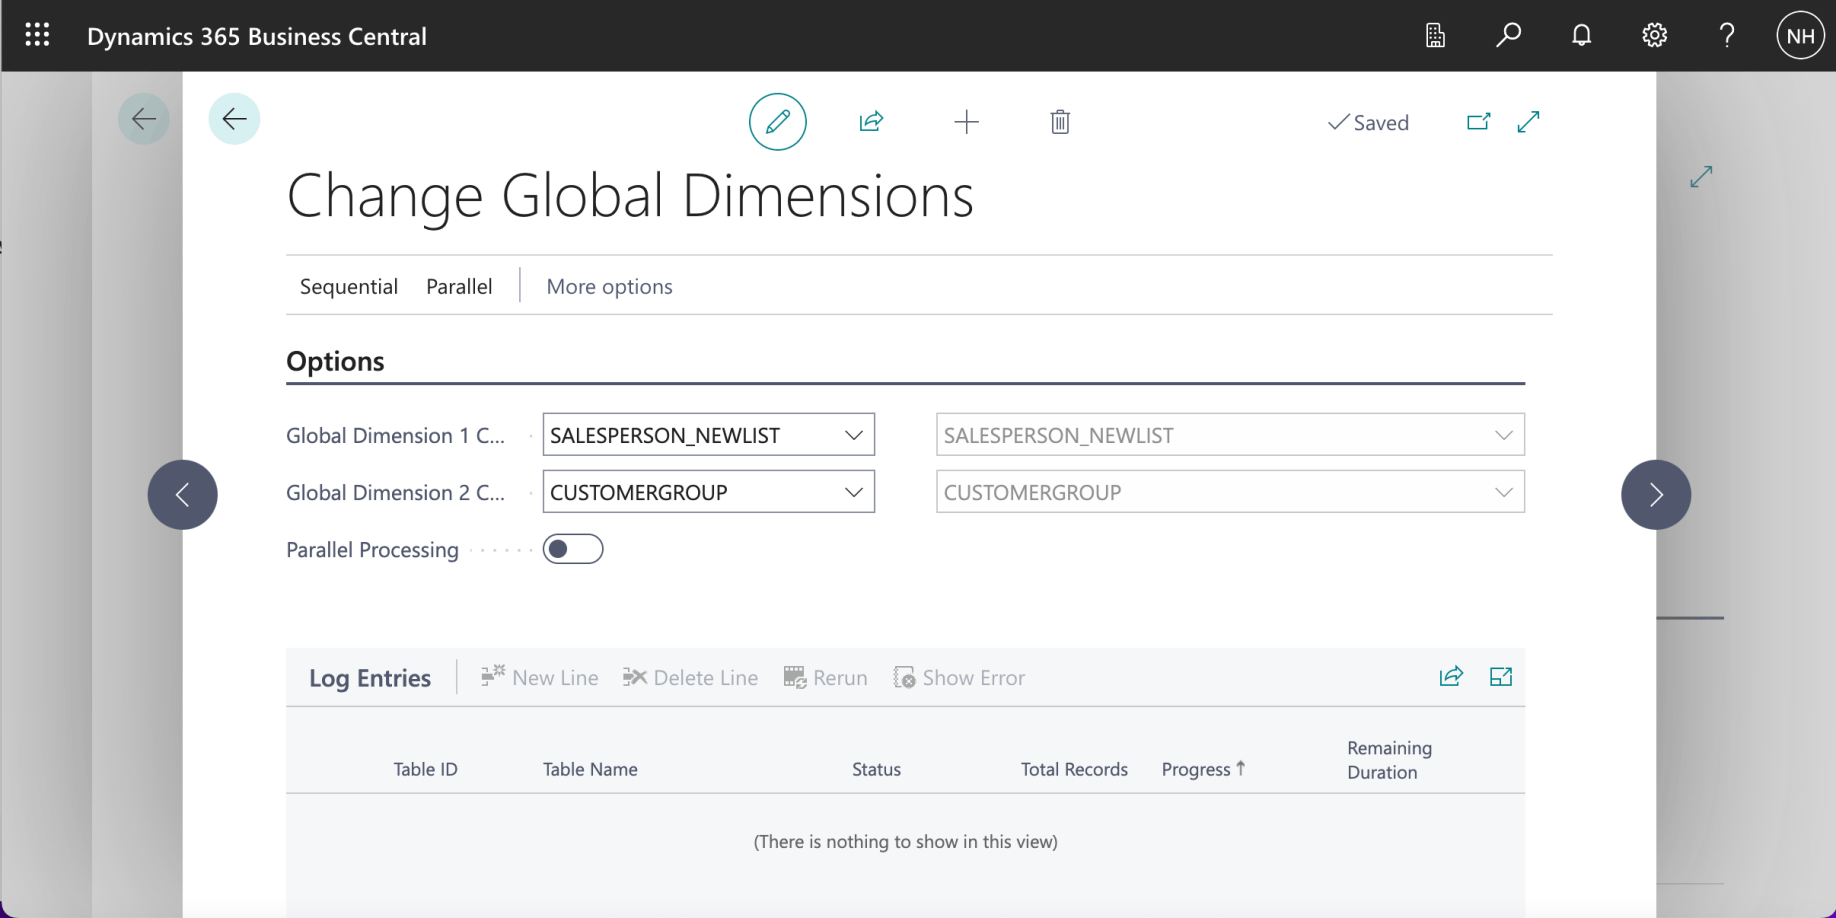 Dynamics 365 Business Central
NH
Saved
Change Global Dimensions
Sequential Parallel More options
Options
Global Dimension 1 C... SALESPERSON_NEWLIST SALESPERSON_NEWLIST
Global Dimension 2 C... CUSTOMERGROUP CUSTOMERGROUP
Parallel Processing
Log Entries New Line Delete Line Rerun Show Error
Table ID Table Name Status Total Records Progress ↑ Remaining Duration
(There is nothing to show in this view)